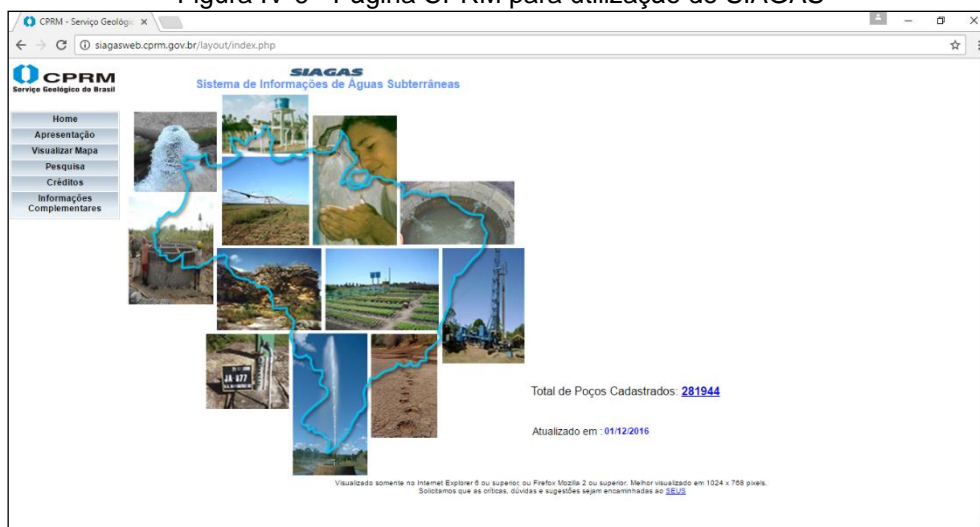 Figura IV-3 - Página CPRM para utilização do SIAGAS
CPRM - Serviço Geológic
siagasweb.cprm.gov.br/layout/index.php
CPRM
Serviço Geológico do Brasil
SIAGAS
Sistema de Informações de Águas Subterrâneas
Home
Apresentação
Visualizar Mapa
Pesquisa
Créditos
Informações
Complementares
JA-X77
Total de Poços Cadastrados: 281944
Atualizado em : 01/12/2016
Visualizado somente no Internet Explorer 6 ou superior, ou Firefox Mozilla 2 ou superior. Melhor visualizado em 1024 x 768 pixels.
Solicitamos que as críticas, dúvidas e sugestões sejam encaminhadas ao SEUS